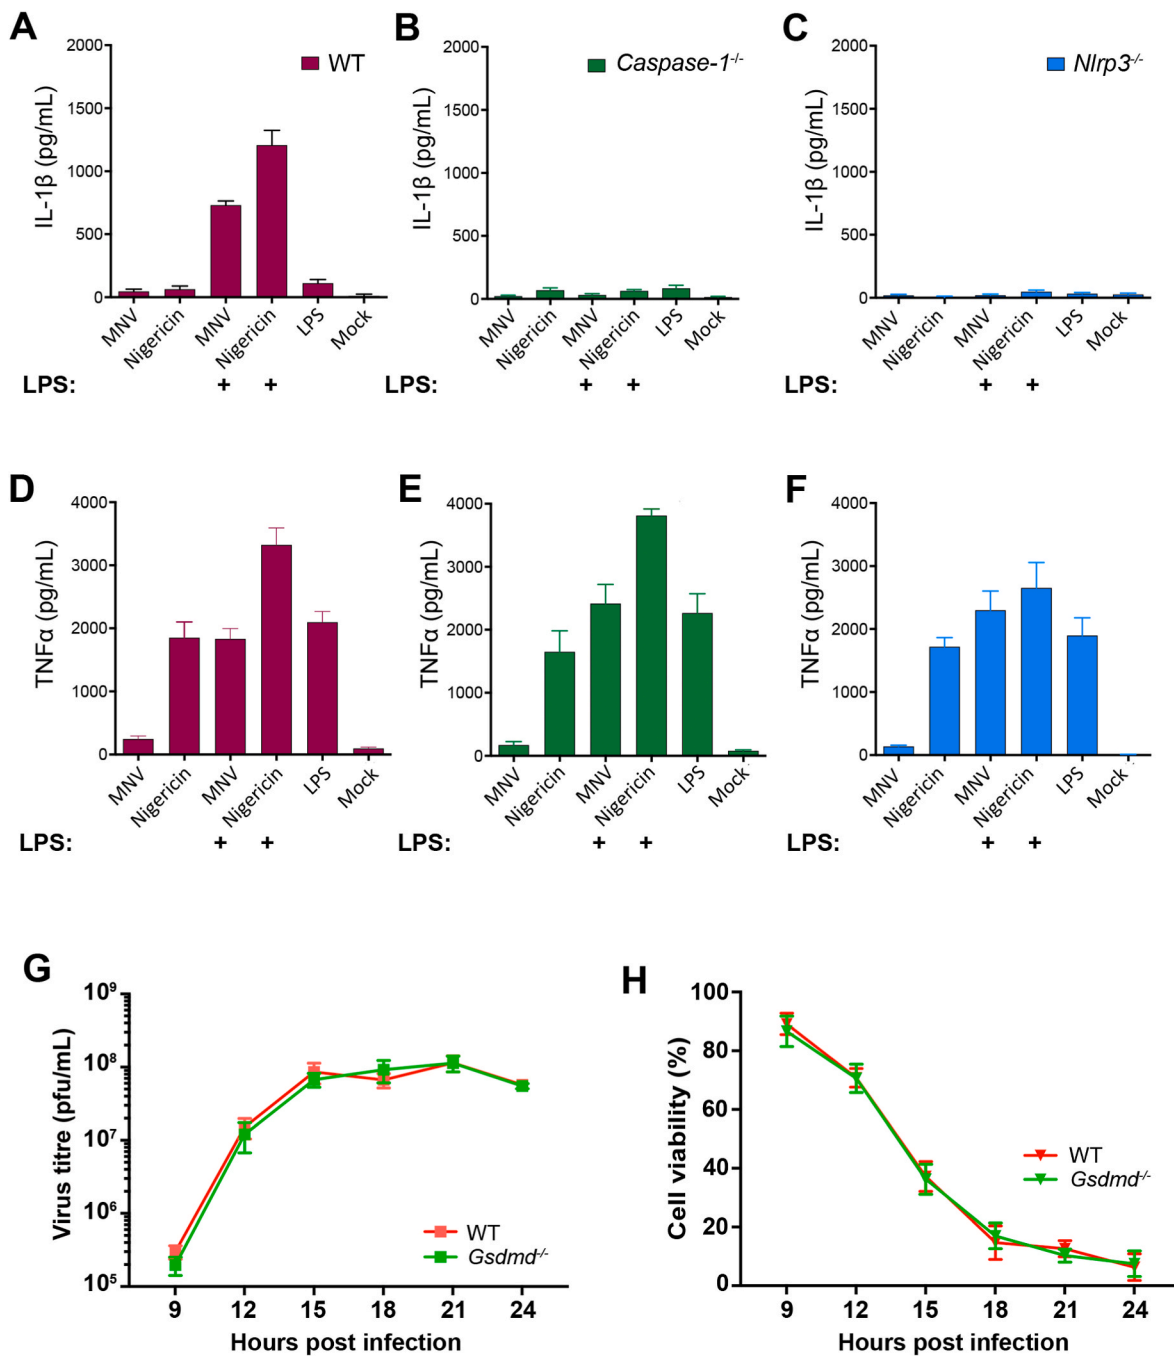 A
WT
IL-1β (pg/mL)
2000
1500
1000
500
0
MNV
Nigericin
MNV
Nigericin
LPS
Mock
LPS: + +
B
Caspase-1-/-
IL-1β (pg/mL)
2000
1500
1000
500
0
MNV
Nigericin
MNV
Nigericin
LPS
Mock
LPS: + +
C
Nlrp3-/-
IL-1β (pg/mL)
2000
1500
1000
500
0
MNV
Nigericin
MNV
Nigericin
LPS
Mock
LPS: + +
D
TNFα (pg/mL)
4000
3000
2000
1000
0
MNV
Nigericin
MNV
Nigericin
LPS
Mock
LPS: + +
E
TNFα (pg/mL)
4000
3000
2000
1000
0
MNV
Nigericin
MNV
Nigericin
LPS
Mock
LPS: + +
F
TNFα (pg/mL)
4000
3000
2000
1000
0
MNV
Nigericin
MNV
Nigericin
LPS
Mock
LPS: + +
G
Virus titre (pfu/mL)
10⁹
10⁸
10⁷
10⁶
10⁵
WT
Gsdmd-/-
9 12 15 18 21 24
Hours post infection
H
Cell viability (%)
100
80
60
40
20
0
WT
Gsdmd-/-
9 12 15 18 21 24
Hours post infection